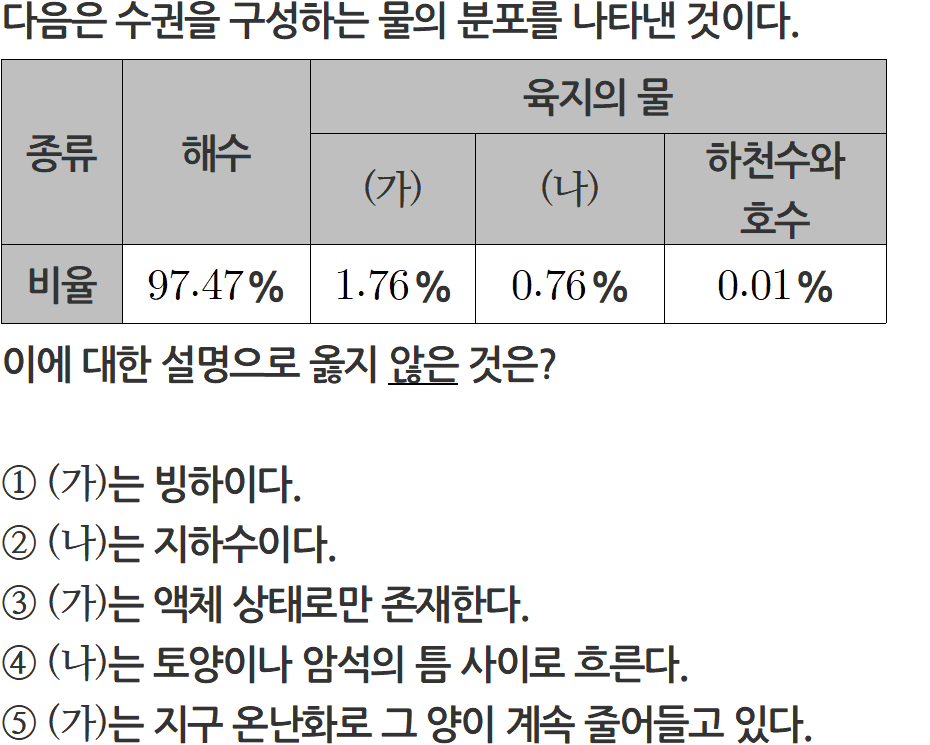 다음은 수권을 구성하는 물의 분포를 나타낸 것이다.
종류 해수 육지의 물
(가) (나) 하천수와
호수
비율 97.47% 1.76% 0.76% 0.01%
이에 대한 설명으로 옳지 않은 것은?
① (가)는 빙하이다.
② (나)는 지하수이다.
③ (가)는 액체 상태로만 존재한다.
④ (나)는 토양이나 암석의 틈 사이로 흐른다.
⑤ (가)는 지구 온난화로 그 양이 계속 줄어들고 있다.